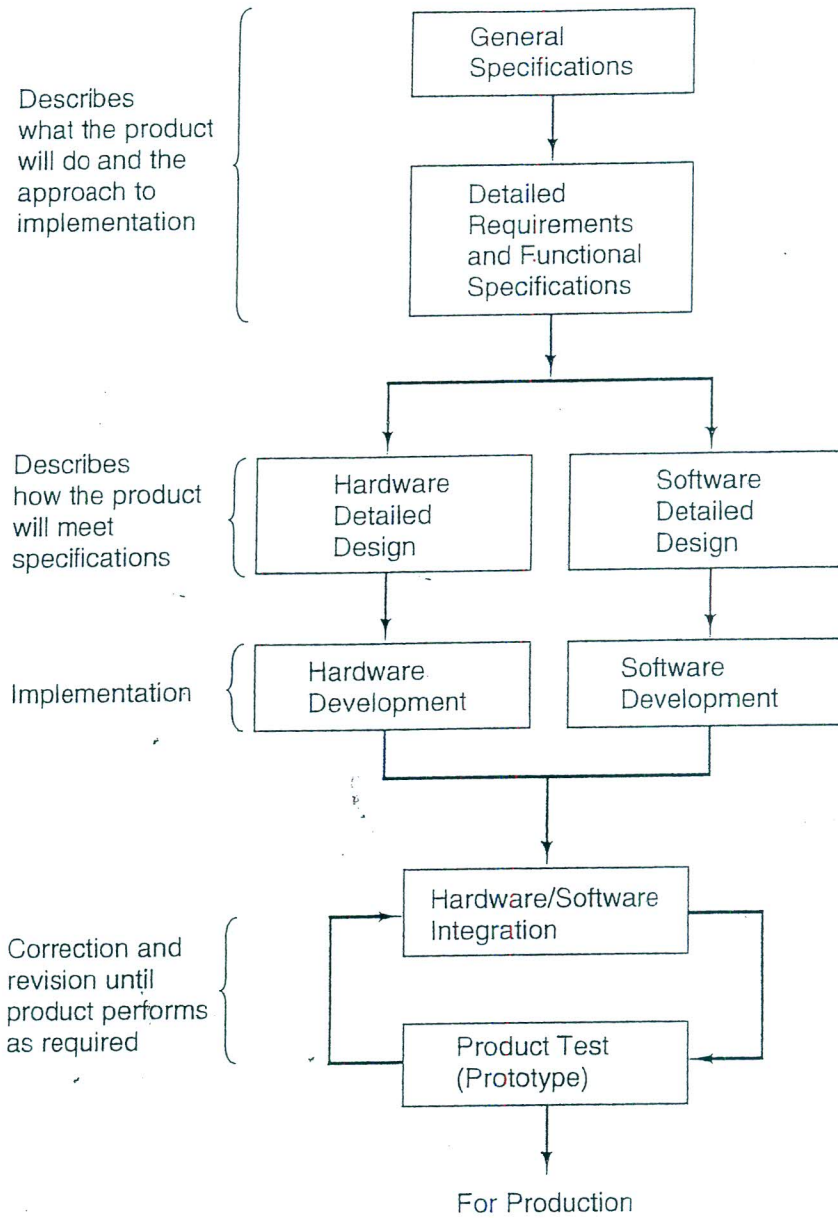 General
Specifications
Describes
what the product
will do and the
approach to
implementation
Detailed
Requirements
and Functional
Specifications
Describes
how the product
will meet
specifications
Hardware
Detailed
Design
Software
Detailed
Design
Implementation
Hardware
Development
Software
Development
Hardware/Software
Integration
Correction and
revision until
product performs
as required
Product Test
(Prototype)
For Production